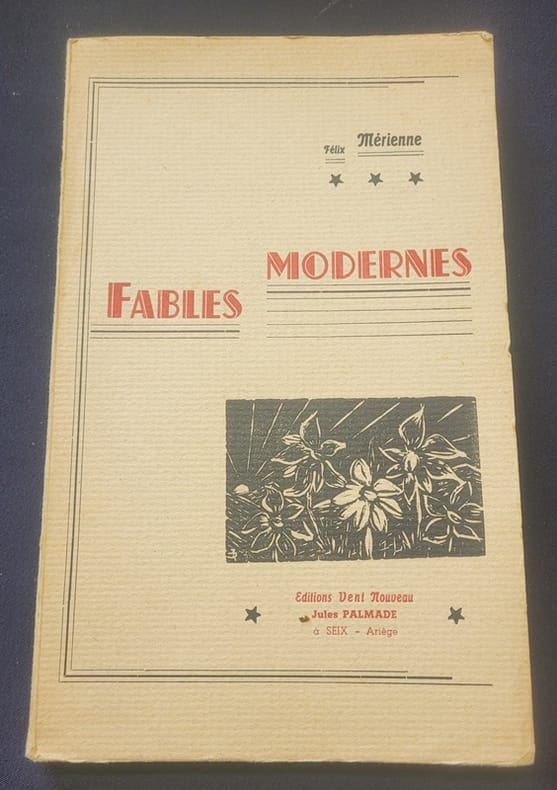 Félix Mérienne
FABLES MODERNES
Editions Vent Nouveau
Jules PALMADE
à SEIX - Ariège